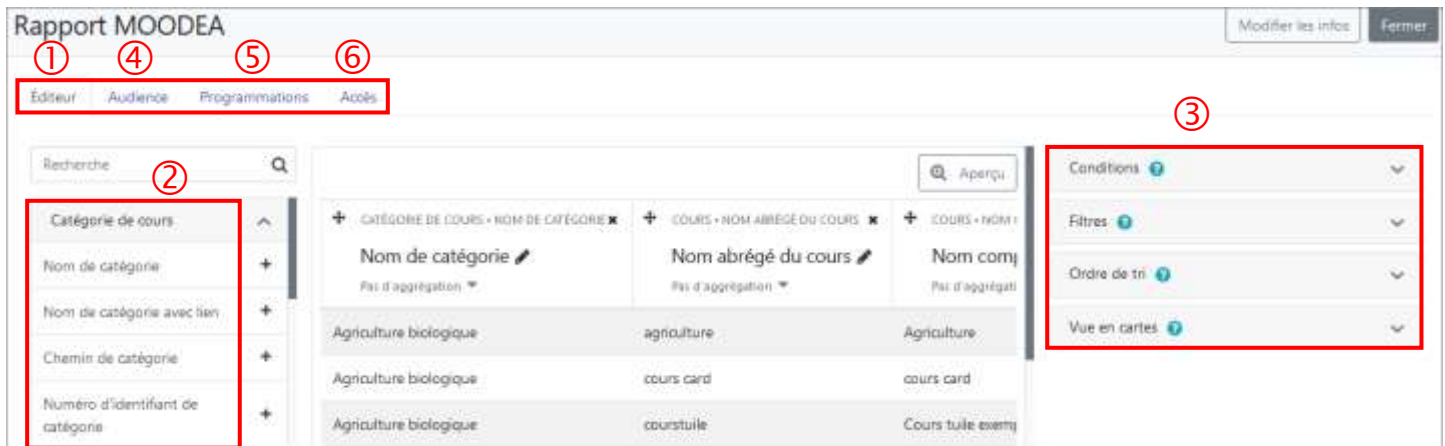 Rapport MOODEA
Modifier les infos
Fermer
① ④ ⑤ ⑥
Éditeur Audience Programmations Accès
③
Recherche
②
Aperçu
Conditions
Catégorie de cours
CATÉGORIE DE COURS • NOM DE CATÉGORIE
COURS • NOM ABRÉGÉ DU COURS
COURS • NOM
Filtres
Nom de catégorie
Nom de catégorie
Nom abrégé du cours
Nom comp
Pas d'aggrégation
Pas d'aggrégation
Pas d'aggrégati
Ordre de tri
Nom de catégorie avec lien
Agriculture biologique
agriculture
Agriculture
Vue en cartes
Chemin de catégorie
Agriculture biologique
cours card
cours card
Numéro d'identifiant de
catégorie
Agriculture biologique
courstuile
Cours tuile exemp